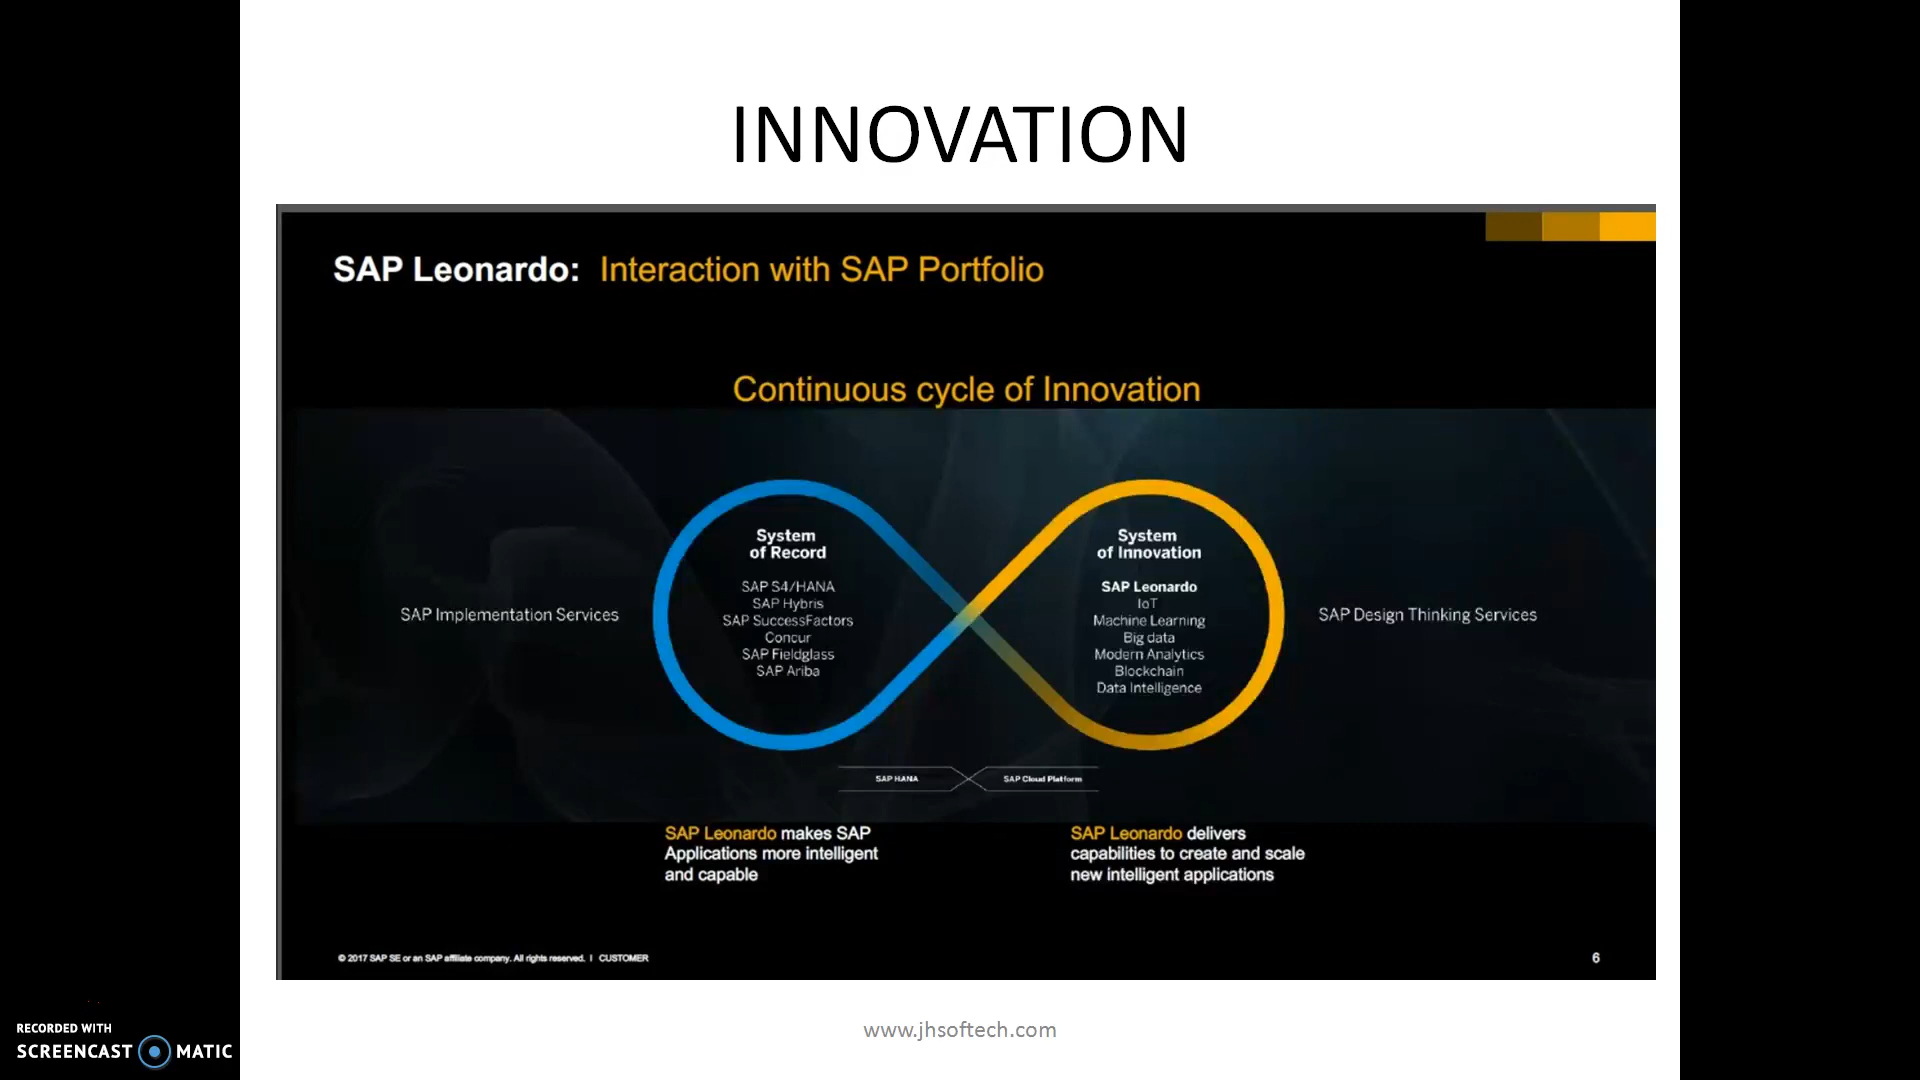 INNOVATION
SAP Leonardo: Interaction with SAP Portfolio
Continuous cycle of Innovation
SAP Implementation Services
System
of Record
SAP S4/HANA
SAP Hybris
SAP SuccessFactors
Concur
SAP Fieldglass
SAP Ariba
System
of Innovation
SAP Leonardo
IoT
Machine Learning
Big data
Modern Analytics
Blockchain
Data Intelligence
SAP Design Thinking Services
SAP HANA
SAP Cloud Platform
SAP Leonardo makes SAP
Applications more intelligent
and capable
SAP Leonardo delivers
capabilities to create and scale
new intelligent applications
© 2017 SAP SE or an SAP affiliate company. All rights reserved. I CUSTOMER
6
www.jhsoftech.com
RECORDED WITH
SCREENCAST MATIC